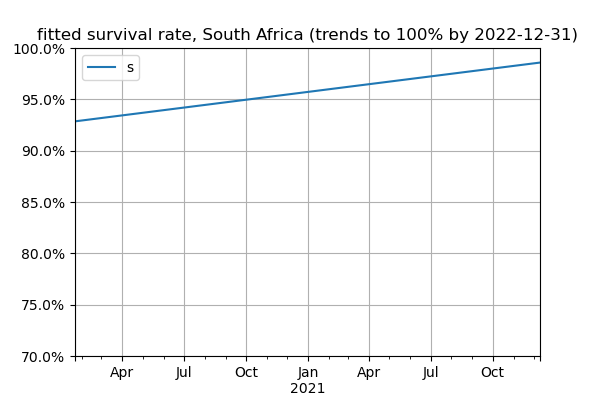 fitted survival rate, South Africa (trends to 100% by 2022-12-31)
100.0%
s
95.0%
90.0%
85.0%
80.0%
75.0%
70.0%
Apr Jul Oct Jan Apr Jul Oct
2021